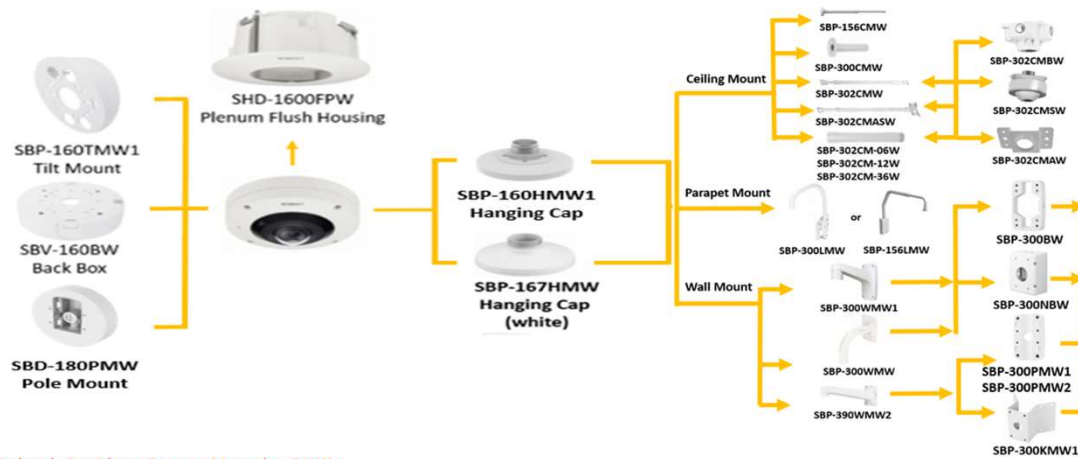 SBP-160TMW1
Tilt Mount
SBV-160BW
Back Box
SBD-180PMW
Pole Mount
SHD-1600FPW
Plenum Flush Housing
SBP-160HMW1
Hanging Cap
SBP-167HMW
Hanging Cap
(white)
Ceiling Mount
SBP-156CMW
SBP-300CMW
SBP-302CMW
SBP-302CMASW
SBP-302CM-06W
SBP-302CM-12W
SBP-302CM-36W
SBP-302CMBW
SBP-302CMSW
SBP-302CMAW
Parapet Mount
or
SBP-300LMW
SBP-156LMW
Wall Mount
SBP-300WMW1
SBP-300WMW
SBP-390WMW2
SBP-300BW
SBP-300NBW
SBP-300PMW1
SBP-300PMW2
SBP-300KMW1